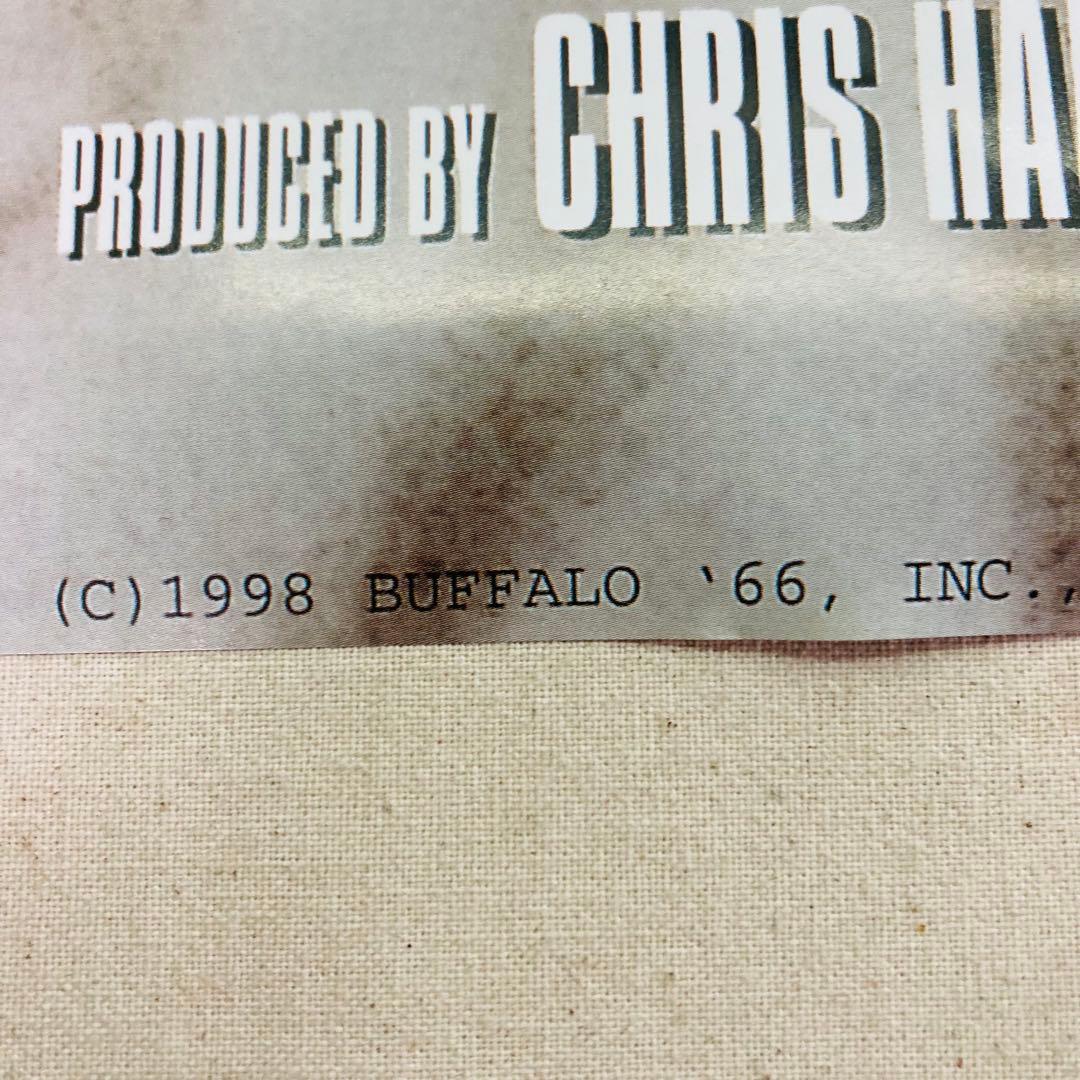 PRODUCED BY CHRIS HA
(C)1998 BUFFALO ‘66, INC.,